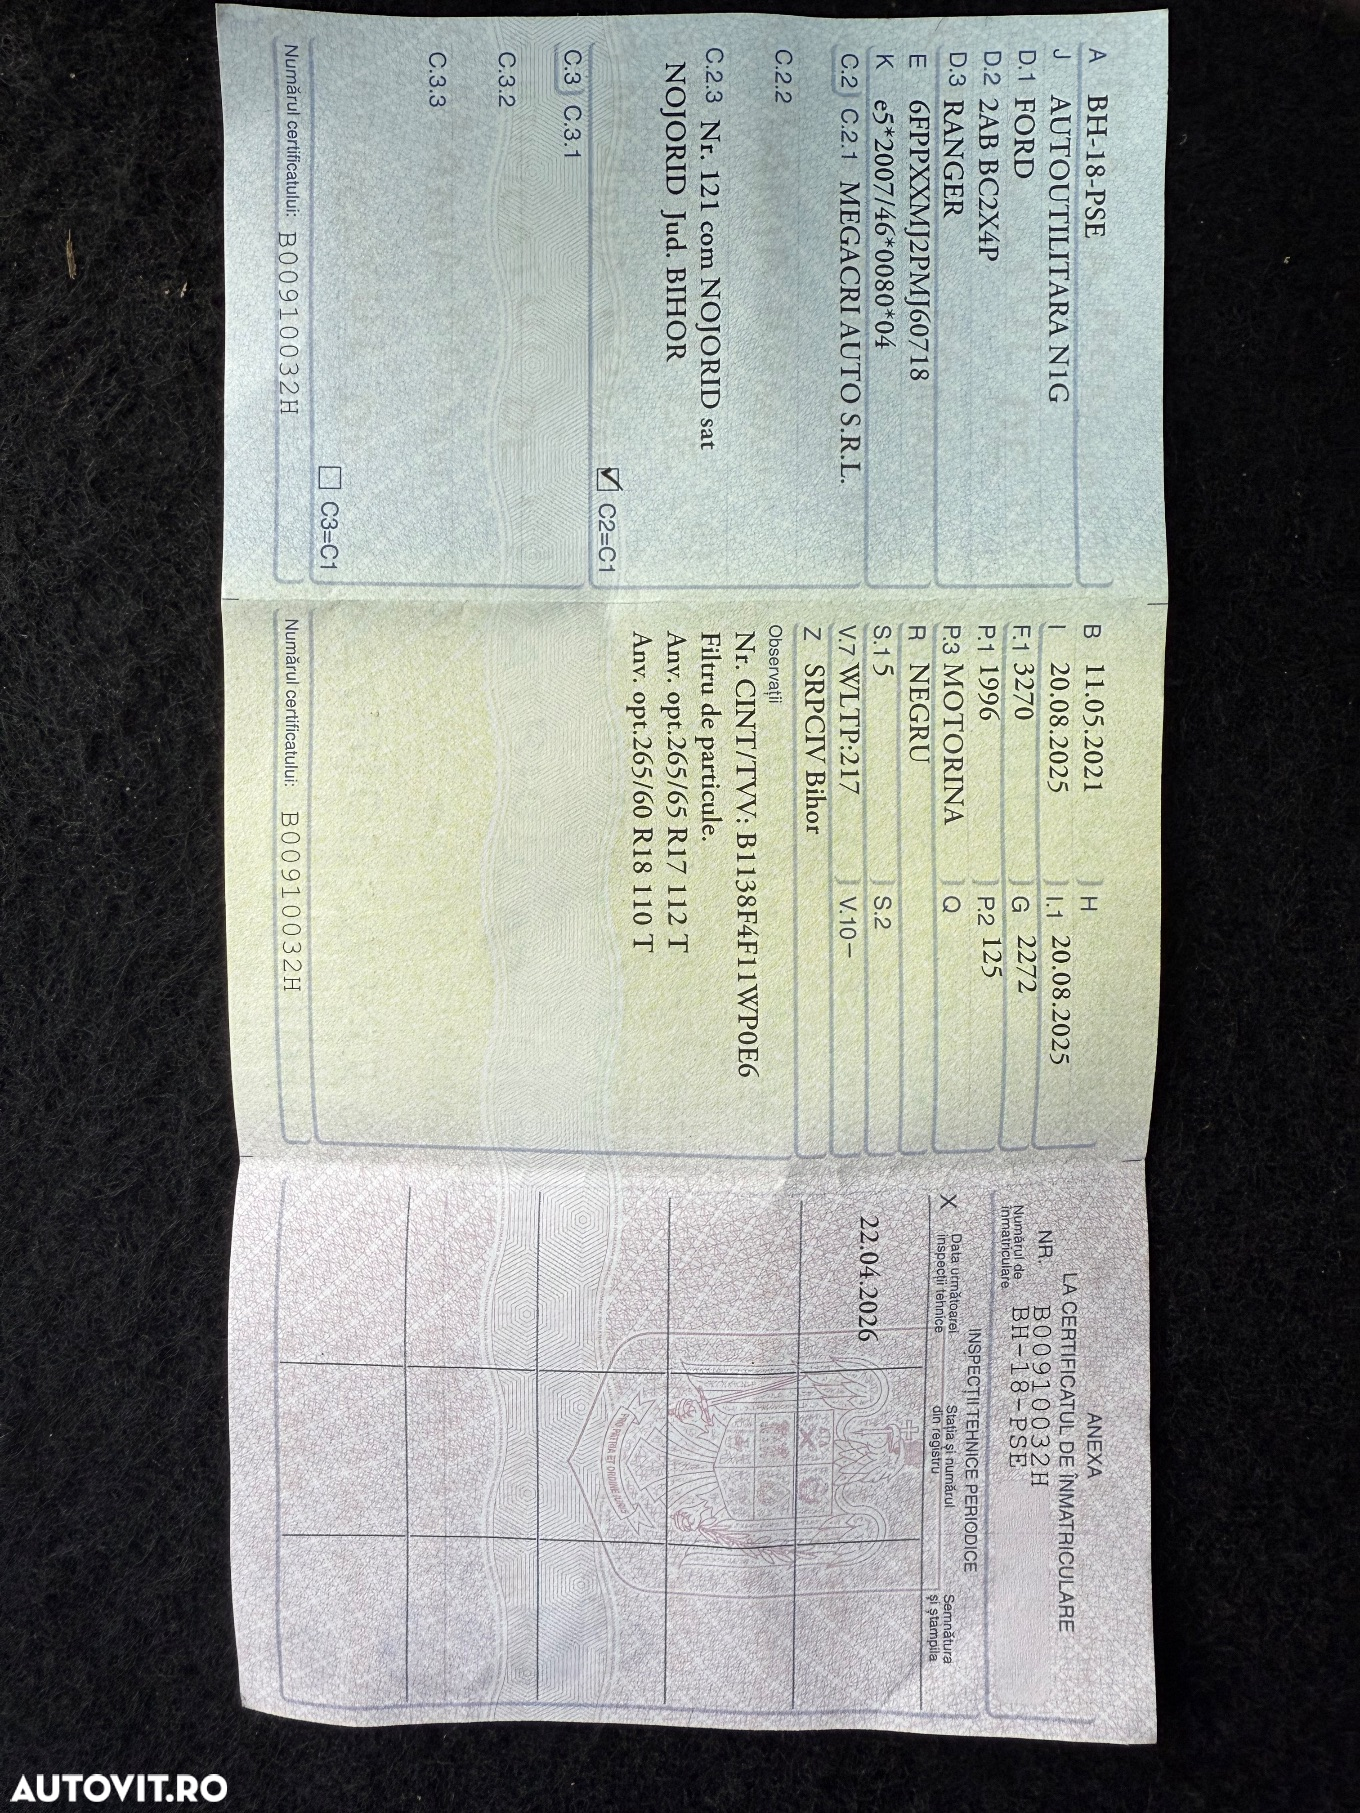 A BH-18-PSE
J AUTOUTILITARA N1G
D.1 FORD
D.2 2AB BC2X4P
D.3 RANGER
E 6FPPXXMJ2PMJ60718
K e5*2007/46*0080*04
C.2 C.2.1 MEGACRI AUTO S.R.L.
C.2.2
C.2.3 Nr. 121 com NOJORID sat
NOJORID Jud. BIHOR
C2=C1
C.3 C.3.1
C.3.2
C.3.3
C3=C1
Numărul certificatului: B00910032H
B 11.05.2021 H
I 20.08.2025 I.1 20.08.2025
F.1 3270 G 2272
P.1 1996 P.2 125
P.3 MOTORINA Q
R NEGRU
S.1 5 S.2
V.7 WLTP:217 V.10 –
Z SRPCIV Bihor
Observații
Nr. CINT/TVV: B1138F4F11WP0E6
Filtru de particule.
Anv. opt.265/65 R17 112 T
Anv. opt.265/60 R18 110 T
Numărul certificatului: B00910032H
ANEXA
LA CERTIFICATUL DE ÎNMATRICULARE
NR. B00910032H
Numărul de
înmatriculare BH-18-PSE
INSPECȚII TEHNICE PERIODICE
X Data următoarei
inspecții tehnice
Stația și numărul
din registru
Semnătura
și ștampila
22.04.2026
AUTOVIT.RO